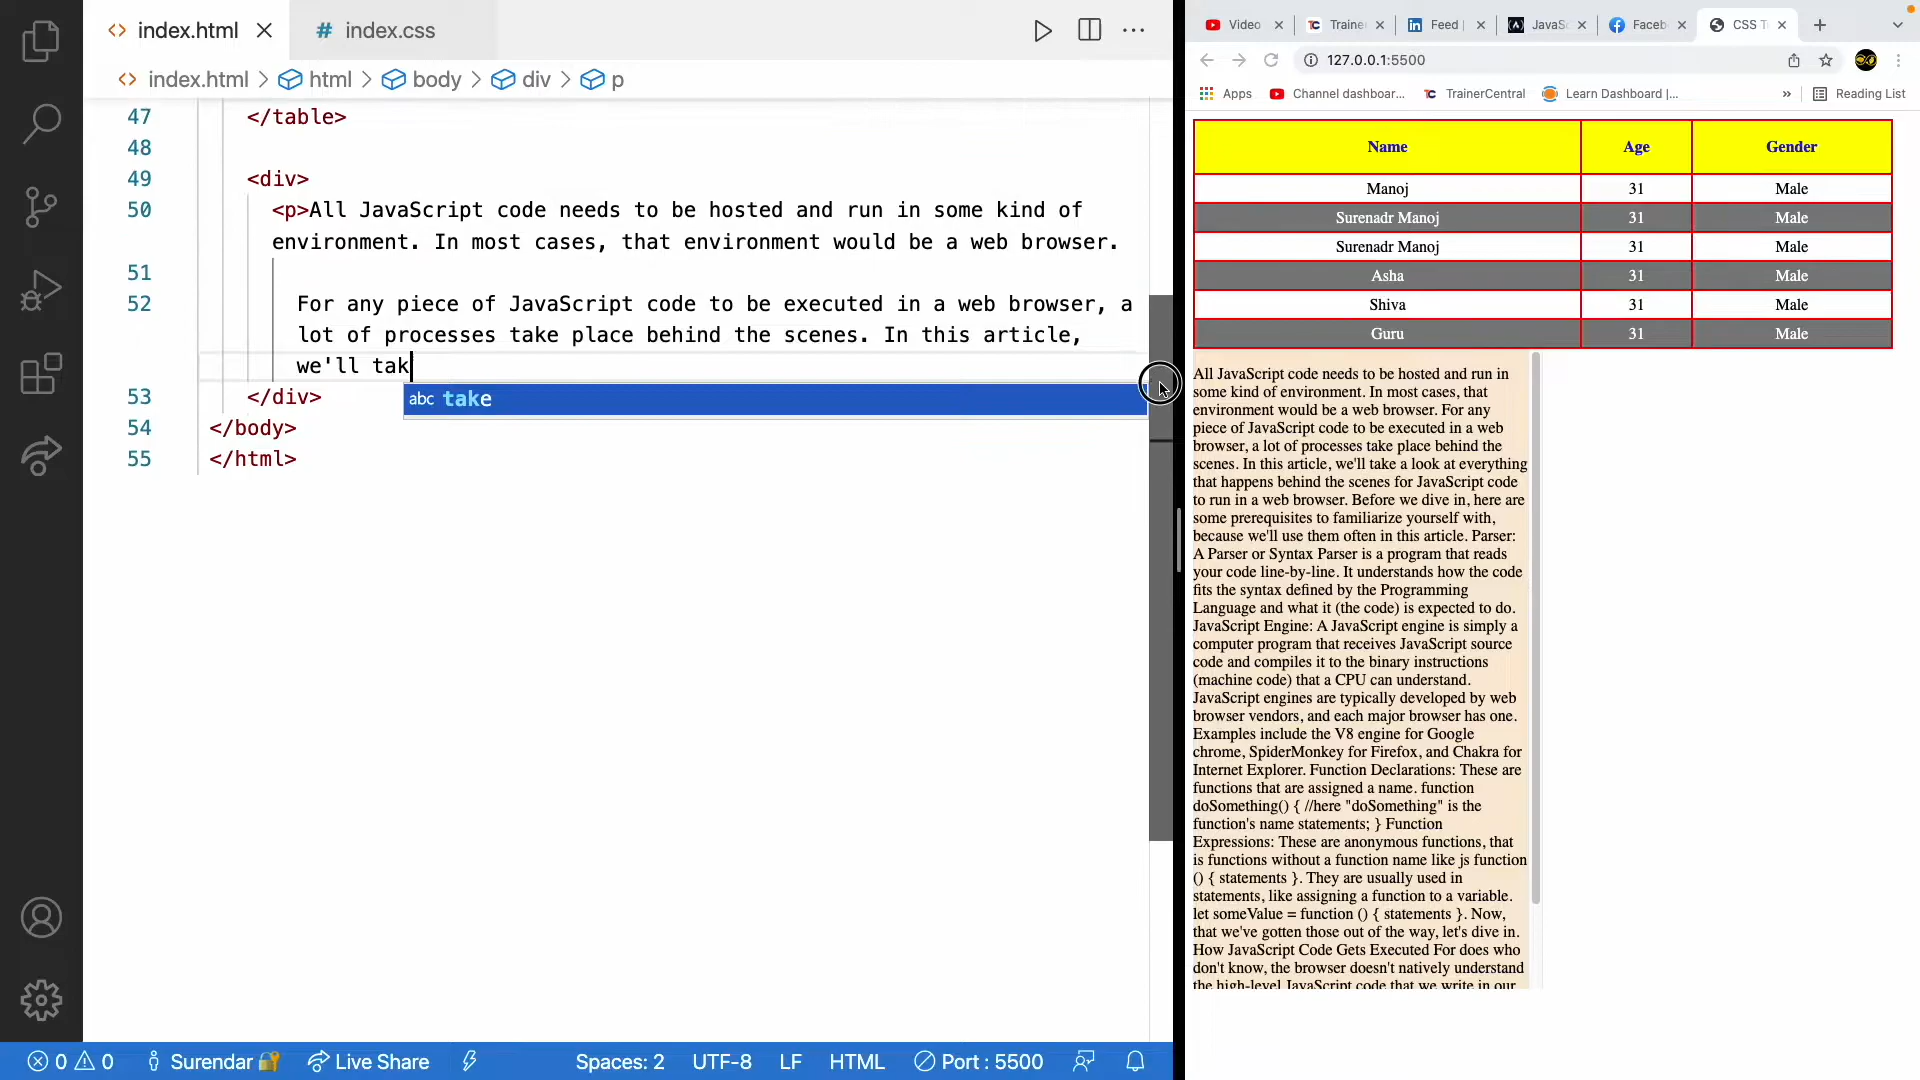 index.html
index.css
index.html > html > body > div > p
47 </table>
48
49 <div>
50 <p>All JavaScript code needs to be hosted and run in some kind of
environment. In most cases, that environment would be a web browser.
51
52 For any piece of JavaScript code to be executed in a web browser, a
lot of processes take place behind the scenes. In this article,
we'll tak
abc take
53 </div>
54 </body>
55 </html>
0 0 Surendar Live Share Spaces: 2 UTF-8 LF HTML Port : 5500
Video Traine Feed JavaSc Faceb CSS T
127.0.0.1:5500
Apps Channel dashboar... TrainerCentral Learn Dashboard |... » Reading List
Name Age Gender
Manoj 31 Male
Surenadr Manoj 31 Male
Surenadr Manoj 31 Male
Asha 31 Male
Shiva 31 Male
Guru 31 Male
All JavaScript code needs to be hosted and run in
some kind of environment. In most cases, that
environment would be a web browser. For any
piece of JavaScript code to be executed in a web
browser, a lot of processes take place behind the
scenes. In this article, we'll take a look at everything
that happens behind the scenes for JavaScript code
to run in a web browser. Before we dive in, here are
some prerequisites to familiarize yourself with,
because we'll use them often in this article. Parser:
A Parser or Syntax Parser is a program that reads
your code line-by-line. It understands how the code
fits the syntax defined by the Programming
Language and what it (the code) is expected to do.
JavaScript Engine: A JavaScript engine is simply a
computer program that receives JavaScript source
code and compiles it to the binary instructions
(machine code) that a CPU can understand.
JavaScript engines are typically developed by web
browser vendors, and each major browser has one.
Examples include the V8 engine for Google
chrome, SpiderMonkey for Firefox, and Chakra for
Internet Explorer. Function Declarations: These are
functions that are assigned a name. function
doSomething() { //here "doSomething" is the
function's name statements; } Function
Expressions: These are anonymous functions, that
is functions without a function name like js function
() { statements }. They are usually used in
statements, like assigning a function to a variable.
let someValue = function () { statements }. Now,
that we've gotten those out of the way, let's dive in.
How JavaScript Code Gets Executed For does who
don't know, the browser doesn't natively understand
the high-level JavaScript code that we write in our